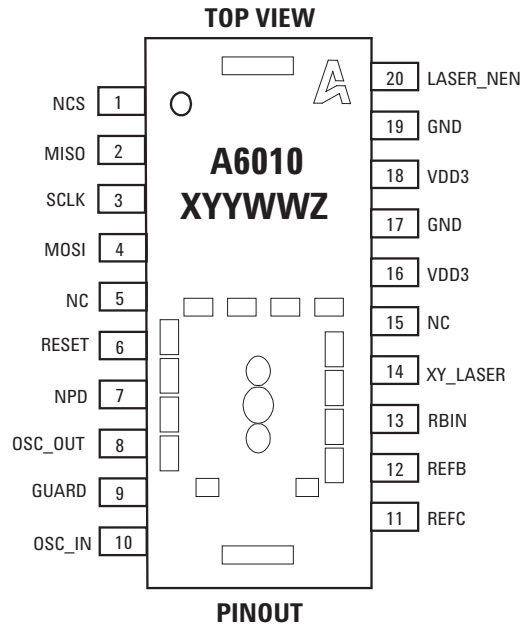 TOP VIEW
A6010
XYYWWZ
NCS 1
MISO 2
SCLK 3
MOSI 4
NC 5
RESET 6
NPD 7
OSC_OUT 8
GUARD 9
OSC_IN 10
20 LASER_NEN
19 GND
18 VDD3
17 GND
16 VDD3
15 NC
14 XY_LASER
13 RBIN
12 REFB
11 REFC
PINOUT